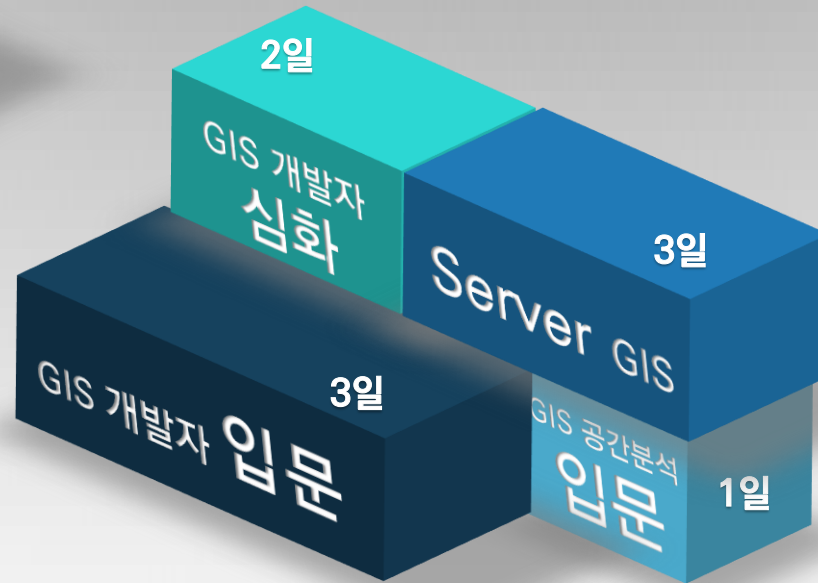 2일
GIS 개발자
심화
3일
Server GIS
3일
GIS 개발자 입문
GIS 공간분석
입문
1일